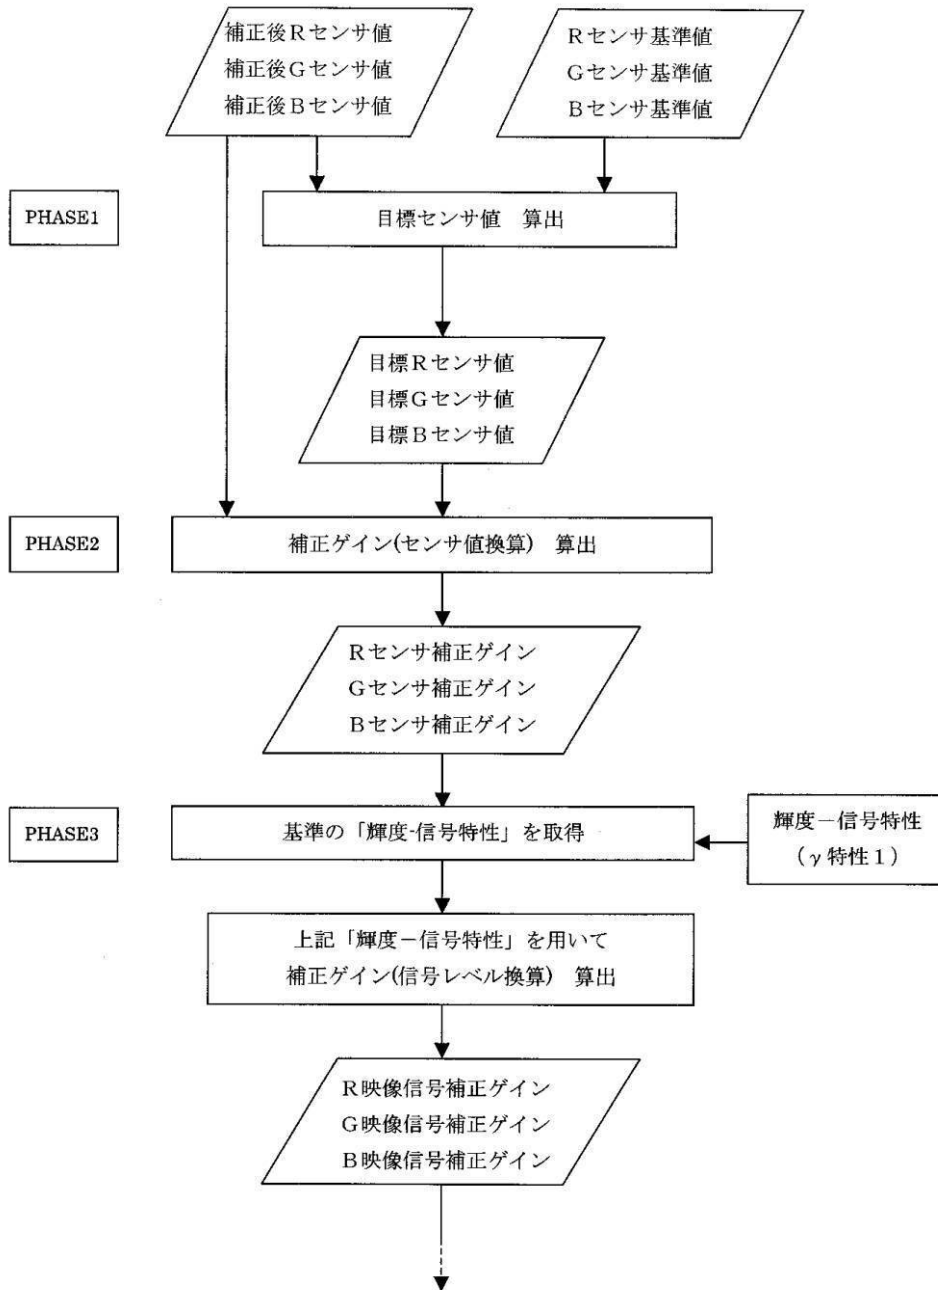 補正後Rセンサ値
補正後Gセンサ値
補正後Bセンサ値
Rセンサ基準値
Gセンサ基準値
Bセンサ基準値
PHASE1
目標センサ値　算出
目標Rセンサ値
目標Gセンサ値
目標Bセンサ値
PHASE2
補正ゲイン(センサ値換算)　算出
Rセンサ補正ゲイン
Gセンサ補正ゲイン
Bセンサ補正ゲイン
PHASE3
基準の「輝度-信号特性」を取得
輝度－信号特性
（γ特性１）
上記「輝度－信号特性」を用いて
補正ゲイン(信号レベル換算)　算出
R映像信号補正ゲイン
G映像信号補正ゲイン
B映像信号補正ゲイン